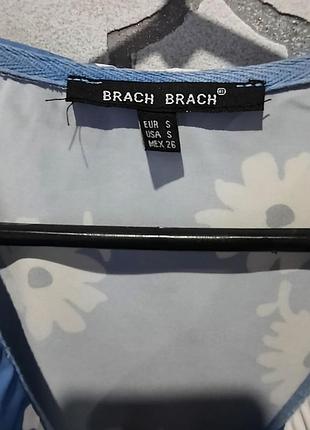 BRACH BRACH
EUR S
USA S
MEX 26